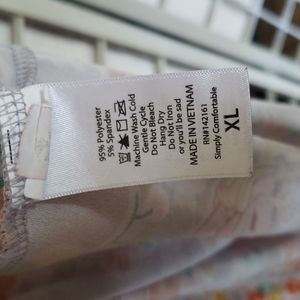 95% Polyester
5% Spandex
Machine Wash Cold
Gentle Cycle
Do Not Bleach
Hang Dry
Do Not Iron
or you'll be sad
MADE IN VIETNAM
RN#142161
Simply Comfortable
XL